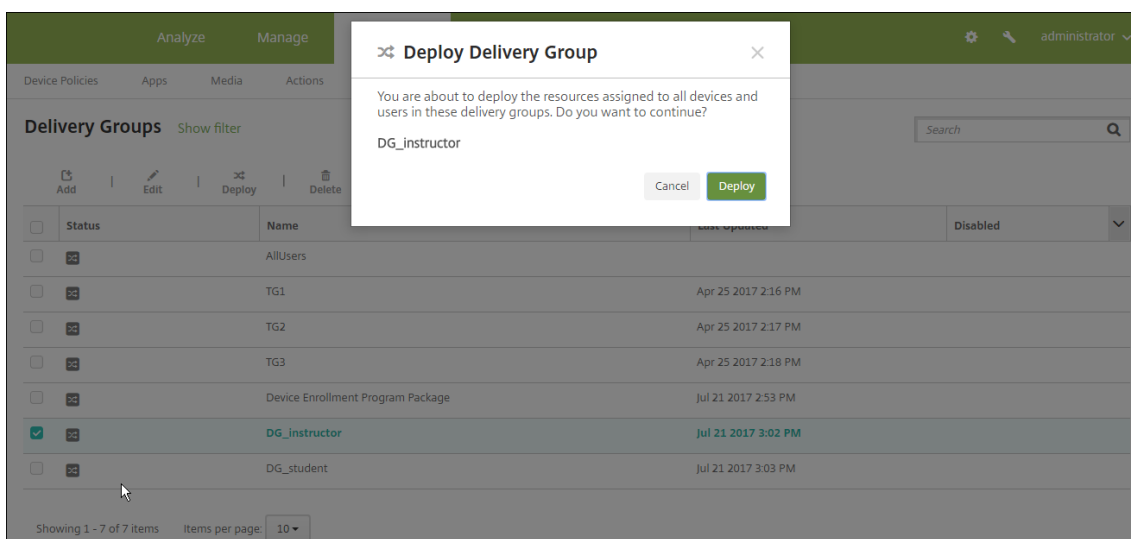 Analyze Manage administrator
Deploy Delivery Group
Device Policies Apps Media Actions
You are about to deploy the resources assigned to all devices and
users in these delivery groups. Do you want to continue?
DG_instructor
Cancel Deploy
Delivery Groups Show filter Search
Add | Edit | Deploy | Delete
Status Name Last Updated Disabled
AllUsers
TG1 Apr 25 2017 2:16 PM
TG2 Apr 25 2017 2:17 PM
TG3 Apr 25 2017 2:18 PM
Device Enrollment Program Package Jul 21 2017 2:53 PM
DG_instructor Jul 21 2017 3:02 PM
DG_student Jul 21 2017 3:03 PM
Showing 1 - 7 of 7 items Items per page: 10